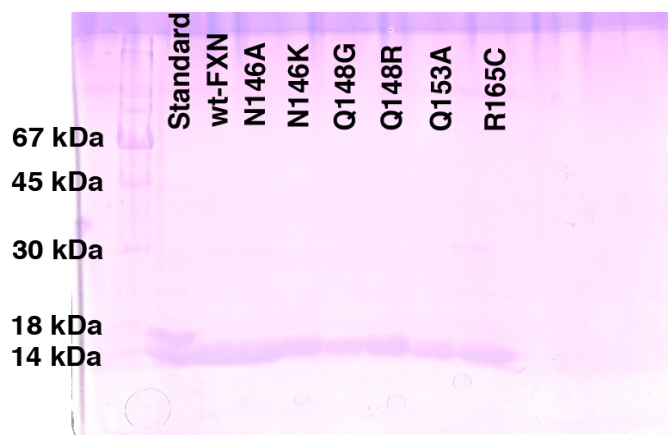 Standard
wt-FXN
N146A
N146K
Q148G
Q148R
Q153A
R165C
67 kDa
45 kDa
30 kDa
18 kDa
14 kDa